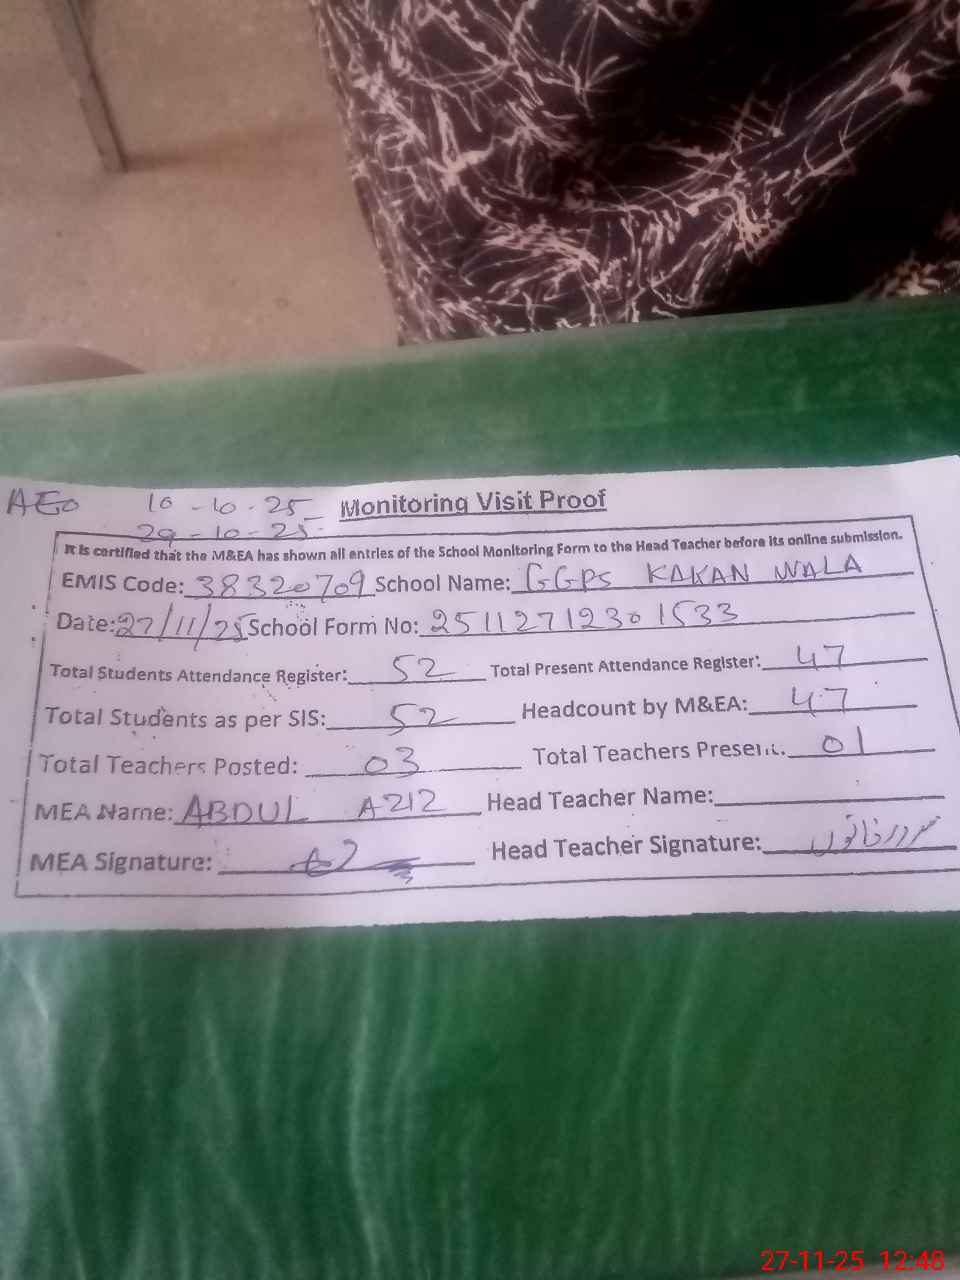 AEO 10-10-25 Monitoring Visit Proof
29-10-25
It is certified that the M&EA has shown all entries of the School Monitoring Form to the Head Teacher before its online submission.
EMIS Code: 38320709 School Name: GGPS KAKAN WALA
Date: 27/11/25 School Form No: 2511271230 1533
Total Students Attendance Register: 52 Total Present Attendance Register: 47
Total Students as per SIS: 52 Headcount by M&EA: 47
Total Teachers Posted: 03 Total Teachers Present: 01
MEA Name: ABDUL AZIZ Head Teacher Name:
MEA Signature: Head Teacher Signature:
27-11-25 12:48